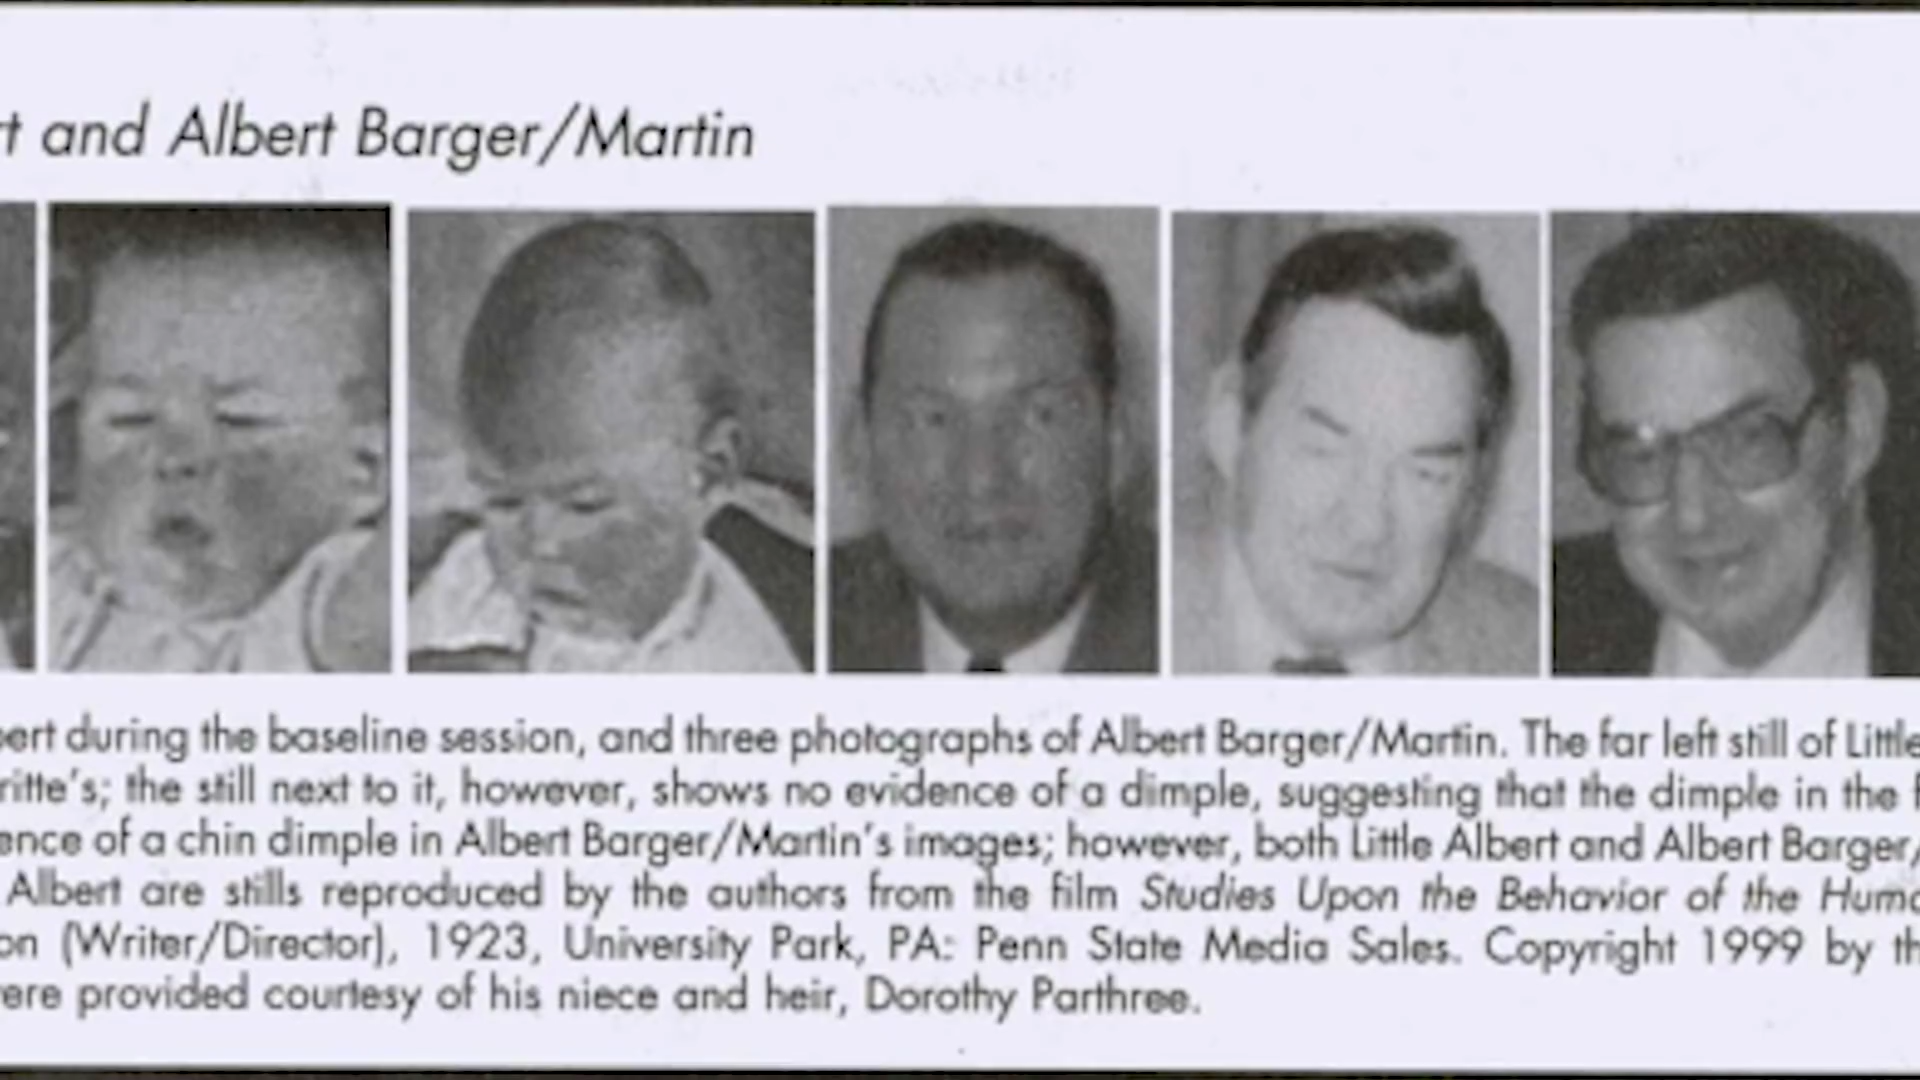 rt and Albert Barger/Martin
bert during the baseline session, and three photographs of Albert Barger/Martin. The far left still of Little
ritte's; the still next to it, however, shows no evidence of a dimple, suggesting that the dimple in the f
ence of a chin dimple in Albert Barger/Martin's images; however, both Little Albert and Albert Barger/
Albert are stills reproduced by the authors from the film Studies Upon the Behavior of the Huma
on (Writer/Director), 1923, University Park, PA: Penn State Media Sales. Copyright 1999 by th
ere provided courtesy of his niece and heir, Dorothy Parthree.